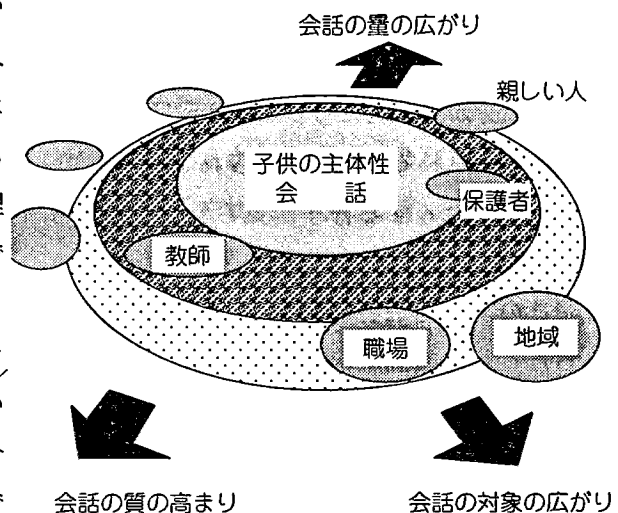 会話の量の広がり
親しい人
子供の主体性
会　　話
保護者
教師
職場
地域
会話の質の高まり
会話の対象の広がり